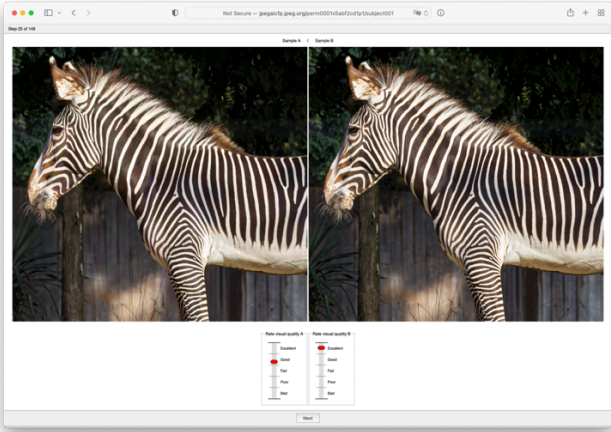 Not Secure — jpegaicfp.jpeg.org/perm0001x5abf2cd1p1/subject001
Step 25 of 148
Sample A | Sample B
Rate visual quality A Rate visual quality B
Excellent Excellent
Good Good
Fair Fair
Poor Poor
Bad Bad
Next